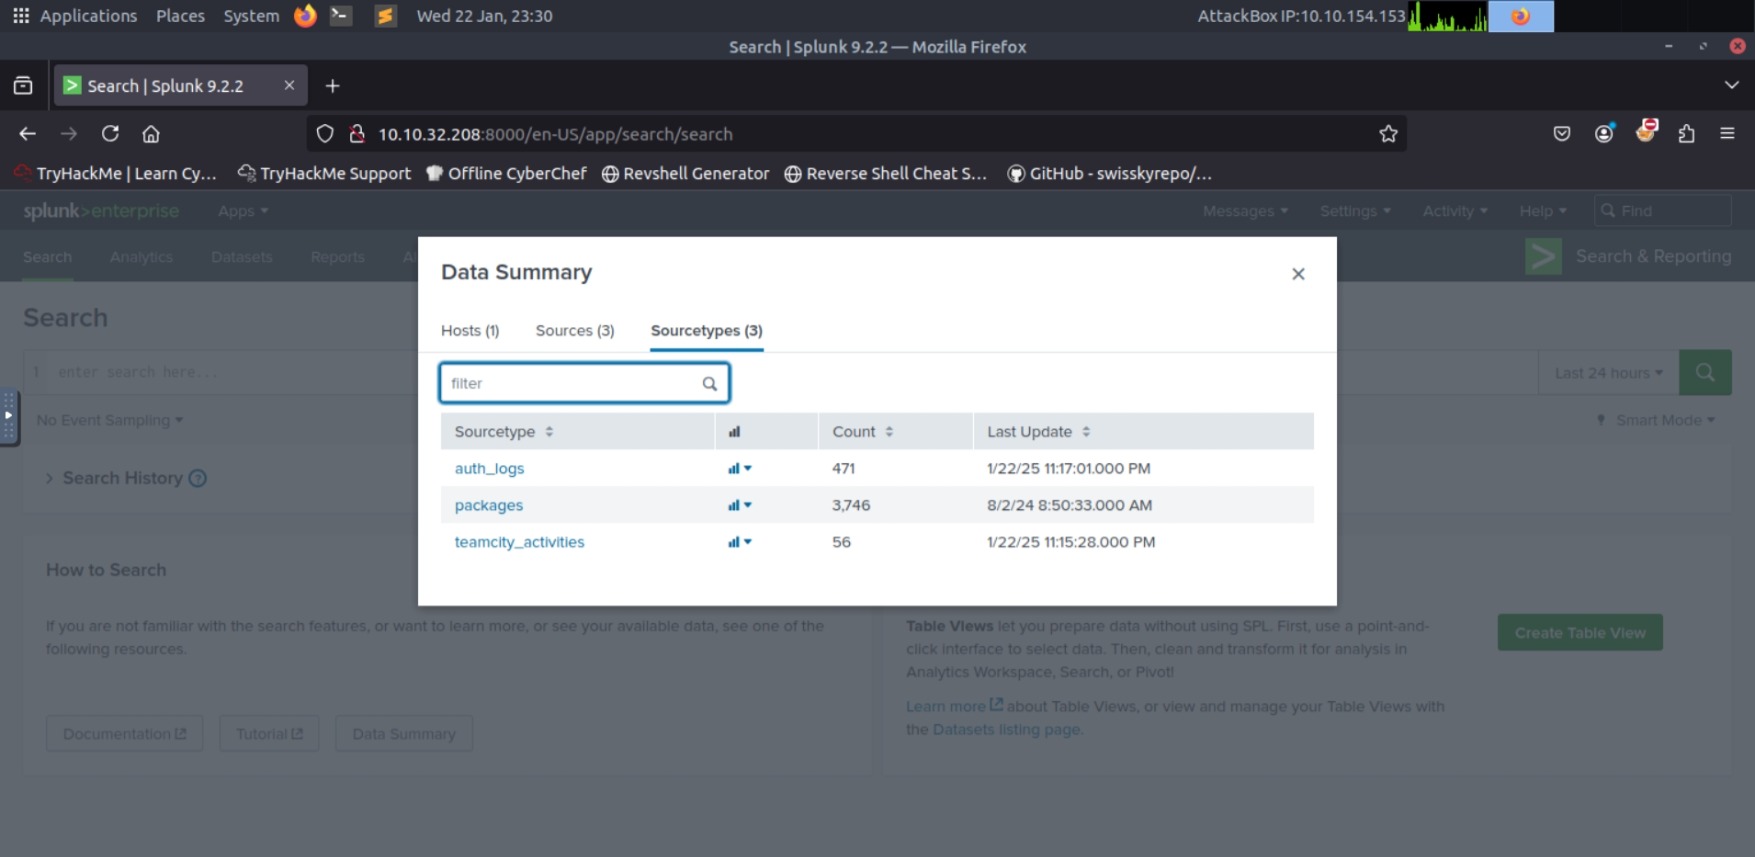 Applications Places System Wed 22 Jan, 23:30 AttackBox IP:10.10.154.153
Search | Splunk 9.2.2 — Mozilla Firefox
Search | Splunk 9.2.2
10.10.32.208:8000/en-US/app/search/search
TryHackMe | Learn Cy... TryHackMe Support Offline CyberChef Revshell Generator Reverse Shell Cheat S... GitHub - swisskyrepo/...
splunk>enterprise Apps Messages Settings Activity Help Find
Search Analytics Datasets Reports Al Search & Reporting
Data Summary
Hosts (1) Sources (3) Sourcetypes (3)
Search
1 enter search here... Last 24 hours
filter
No Event Sampling Smart Mode
Sourcetype Count Last Update
auth_logs 471 1/22/25 11:17:01.000 PM
Search History ?
packages 3,746 8/2/24 8:50:33.000 AM
teamcity_activities 56 1/22/25 11:15:28.000 PM
How to Search
If you are not familiar with the search features, or want to learn more, or see your available data, see one of the
following resources.
Documentation Tutorial Data Summary
Table Views let you prepare data without using SPL. First, use a point-and-
click interface to select data. Then, clean and transform it for analysis in
Analytics Workspace, Search, or Pivot!
Learn more about Table Views, or view and manage your Table Views with
the Datasets listing page.
Create Table View